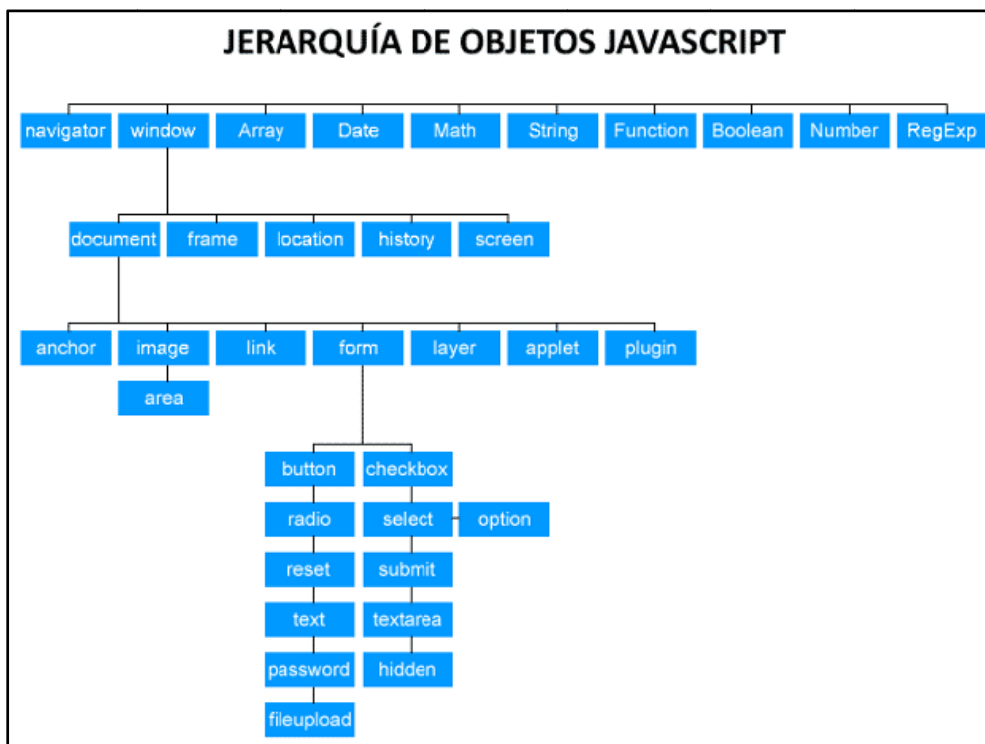 JERARQUÍA DE OBJETOS JAVASCRIPT
navigator window Array Date Math String Function Boolean Number RegExp
document frame location history screen
anchor image link form layer applet plugin
area
button checkbox
radio select option
reset submit
text textarea
password hidden
fileupload